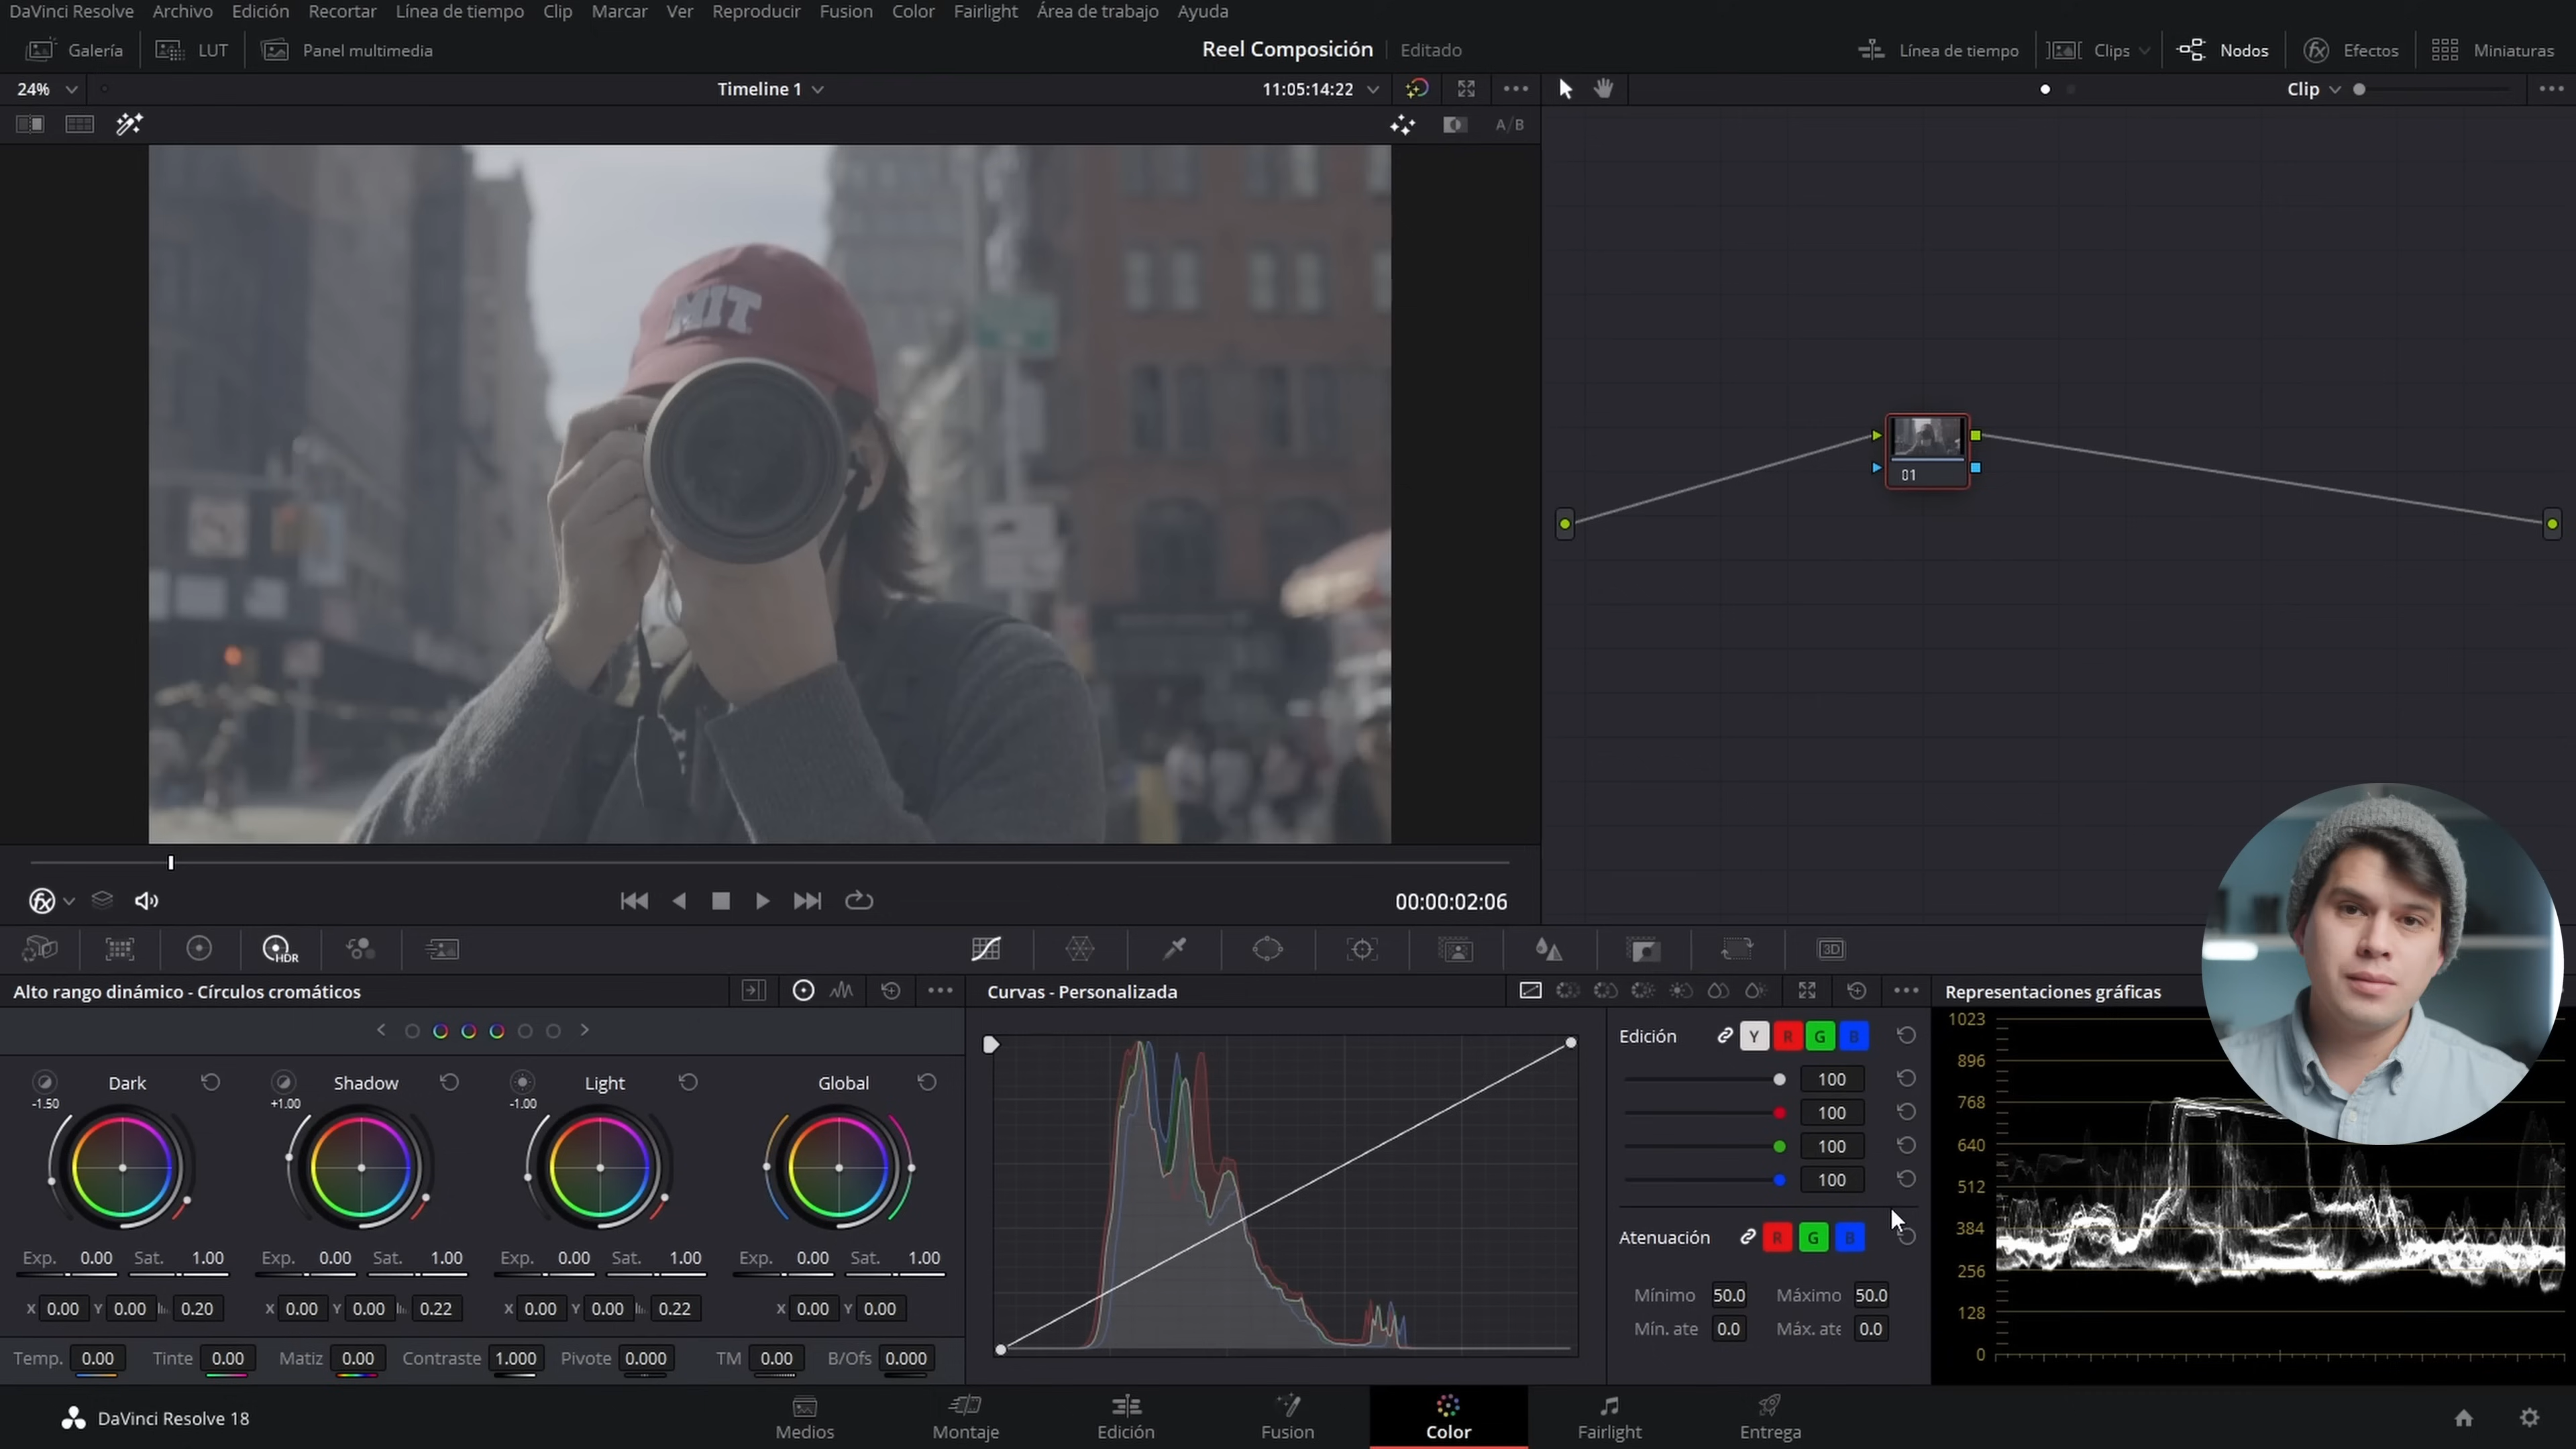 DaVinci Resolve Archivo Edición Recortar Línea de tiempo Clip Marcar Ver Reproducir Fusion Color Fairlight Área de trabajo Ayuda
Galería LUT Panel multimedia Reel Composición Editado Línea de tiempo Clips Nodos Efectos Miniaturas
24% Timeline 1 11:05:14:22 Clip
A/B
MIT
01
00:00:02:06
HDR 3D
Alto rango dinámico - Círculos cromáticos Curvas - Personalizada Representaciones gráficas
Dark Shadow Light Global
-1.50 +1.00 -1.00
Exp. 0.00 Sat. 1.00 Exp. 0.00 Sat. 1.00 Exp. 0.00 Sat. 1.00 Exp. 0.00 Sat. 1.00
X 0.00 Y 0.00 0.20 X 0.00 Y 0.00 0.22 X 0.00 Y 0.00 0.22 X 0.00 Y 0.00
Temp. 0.00 Tinte 0.00 Matiz 0.00 Contraste 1.000 Pivote 0.000 TM 0.00 B/Ofs 0.000
Edición Y R G B
100
100
100
100
Atenuación R G B
Mínimo 50.0 Máximo 50.0
Mín. ate 0.0 Máx. ate 0.0
1023
896
768
640
512
384
256
128
0
DaVinci Resolve 18 Medios Montaje Edición Fusion Color Fairlight Entrega